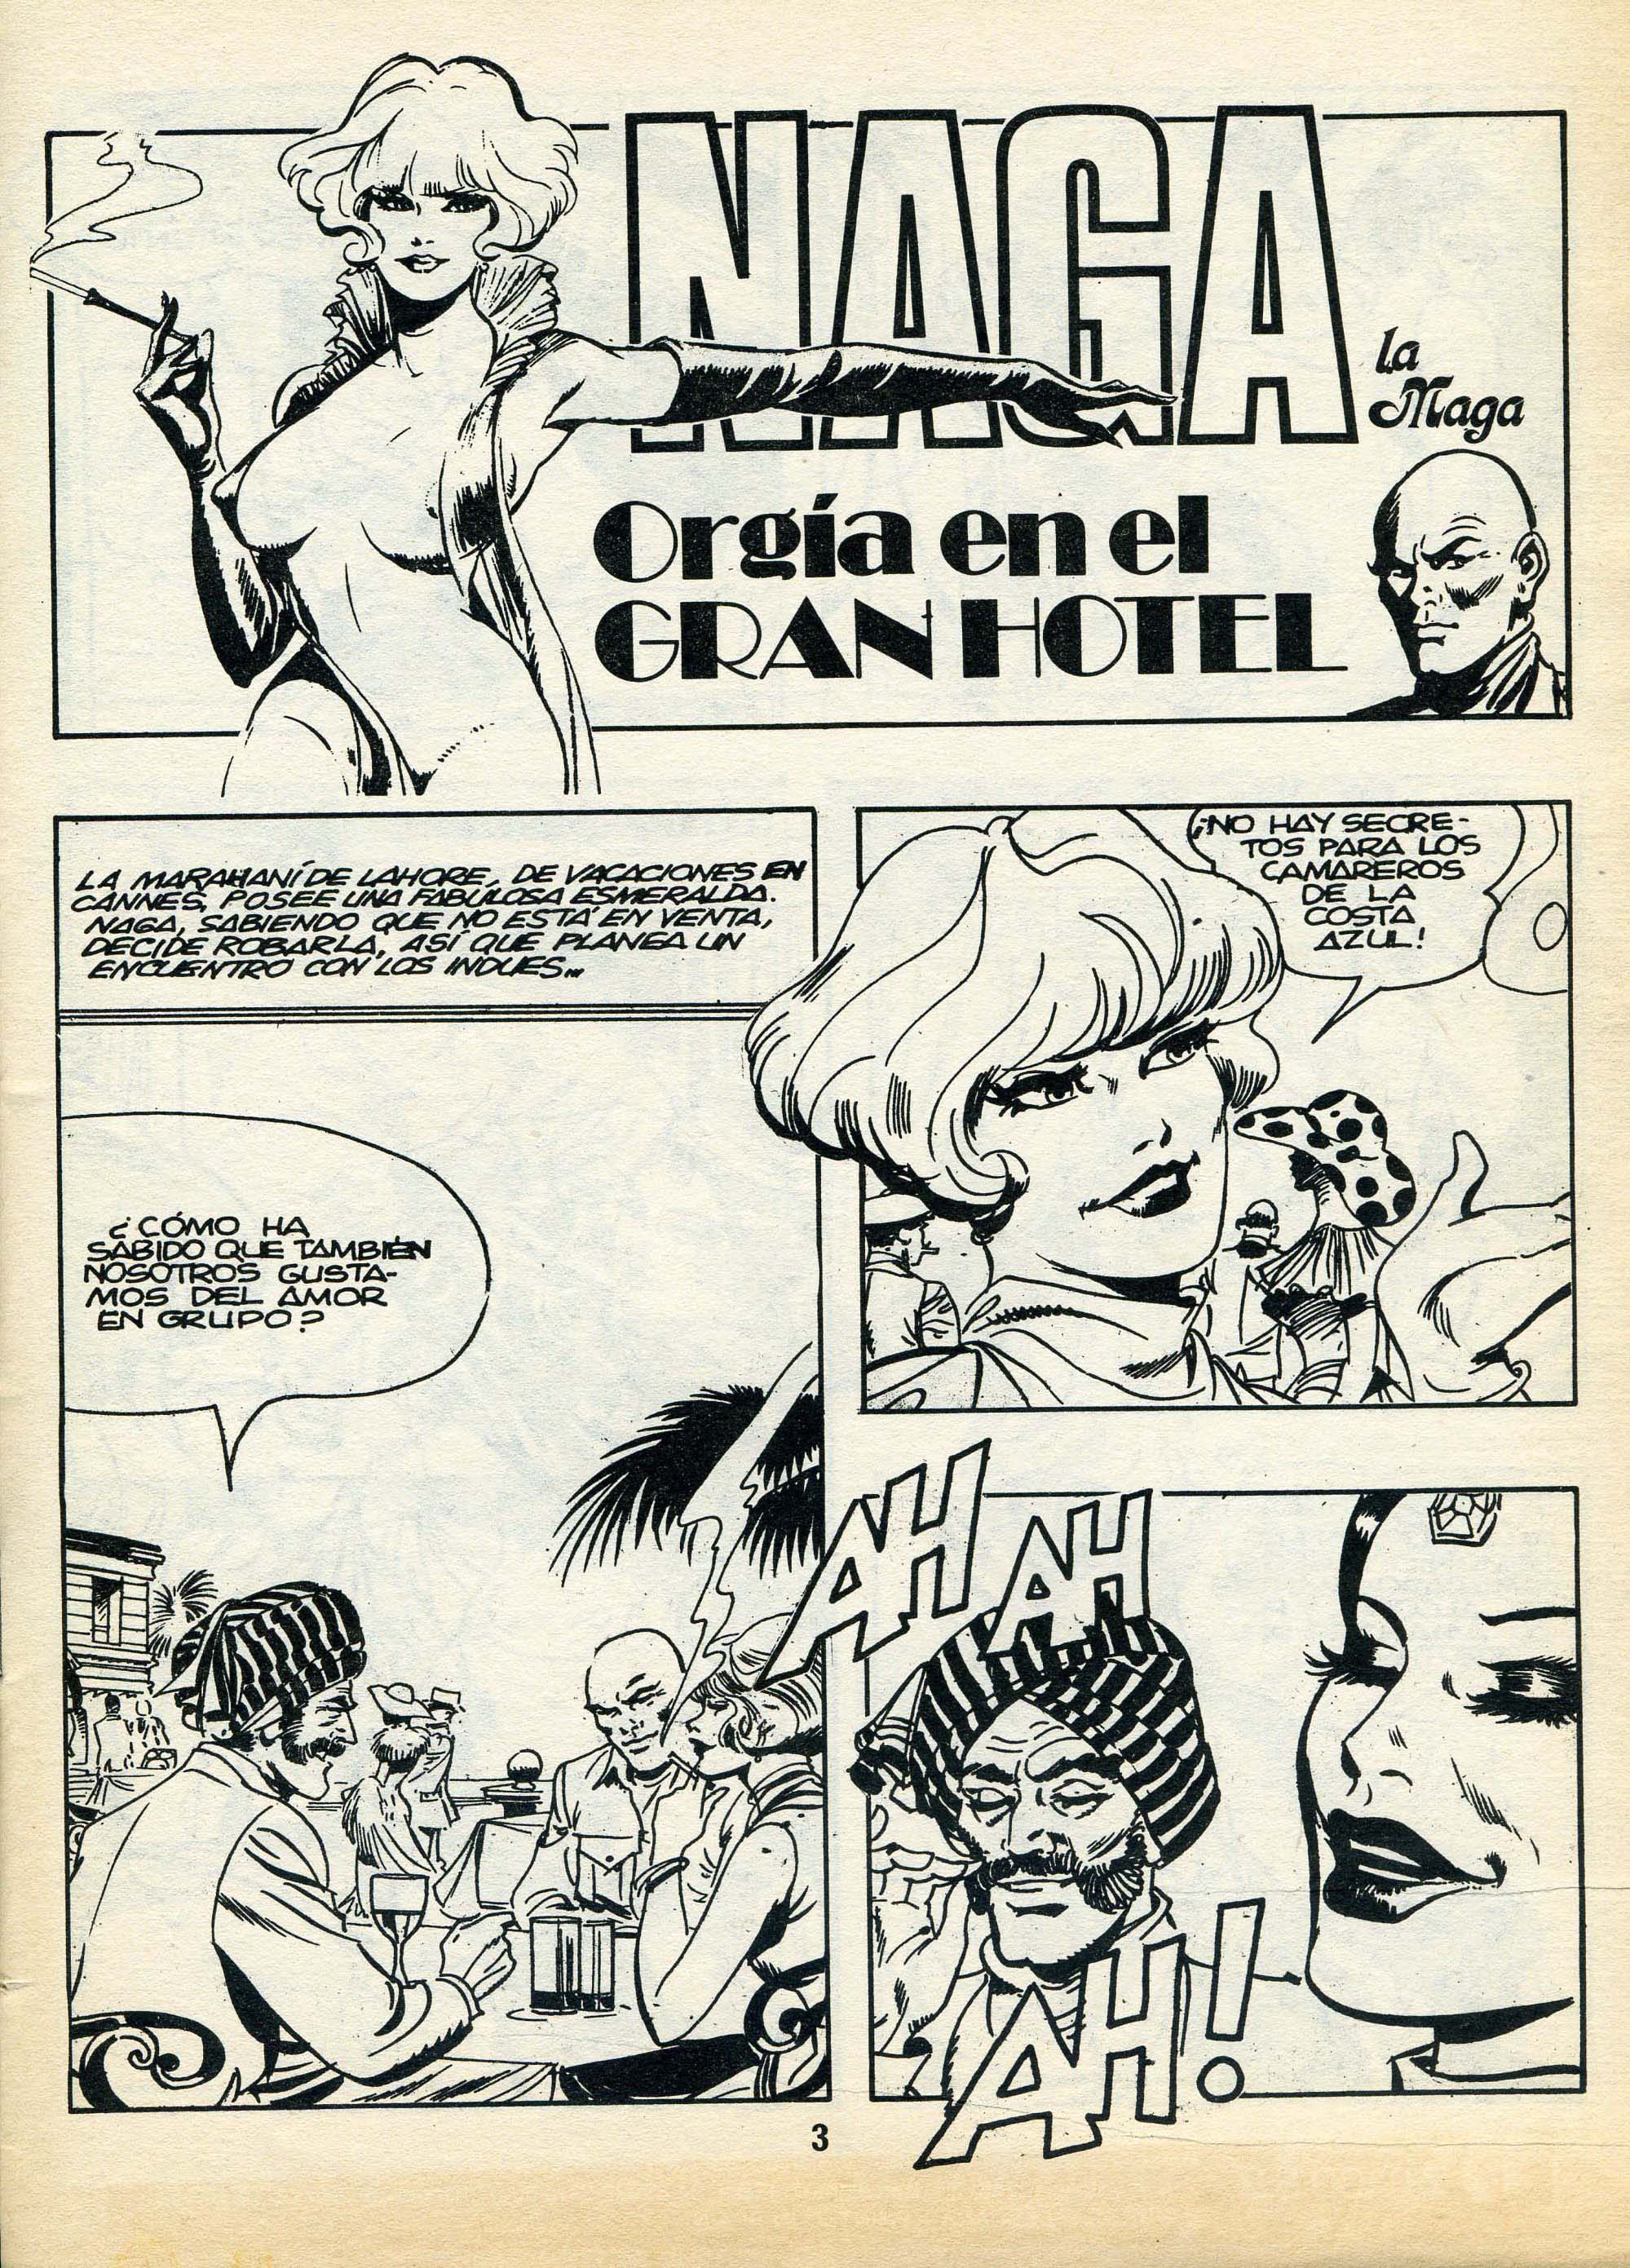 NAGA
la
Maga
Orgía en el
GRAN HOTEL
LA MARAHANÍ DE LAHORE, DE VACACIONES EN
CANNES, POSEE UNA FABULOSA ESMERALDA.
NAGA, SABIENDO QUE NO ESTÁ EN VENTA,
DECIDE ROBARLA, ASÍ QUE PLANEA UN
ENCUENTRO CON LOS INDUES...
¿CÓMO HA
SABIDO QUE TAMBIÉN
NOSOTROS GUSTA-
MOS DEL AMOR
EN GRUPO?
¡NO HAY SECRE-
TOS PARA LOS
CAMAREROS
DE LA
COSTA
AZUL!
AH AH
AH!
3